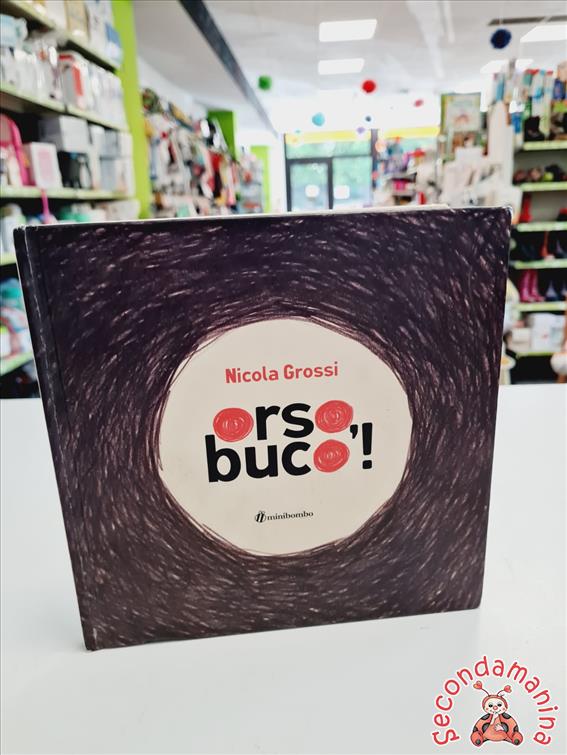 Nicola Grossi
orso,
buco!
minibombo
Secondamanina